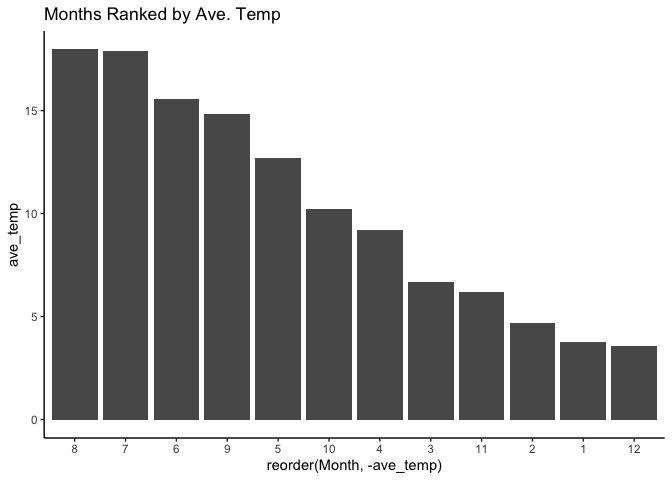 Months Ranked by Ave. Temp
ave_temp
15
10
5
0
8 7 6 9 5 10 4 3 11 2 1 12
reorder(Month, -ave_temp)